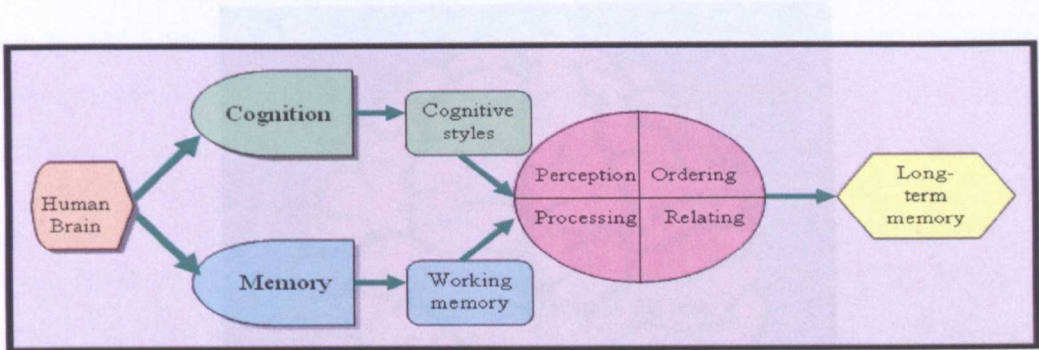 Human
Brain
Cognition
Cognitive
styles
Memory
Working
memory
Perception
Ordering
Processing
Relating
Long-
term
memory